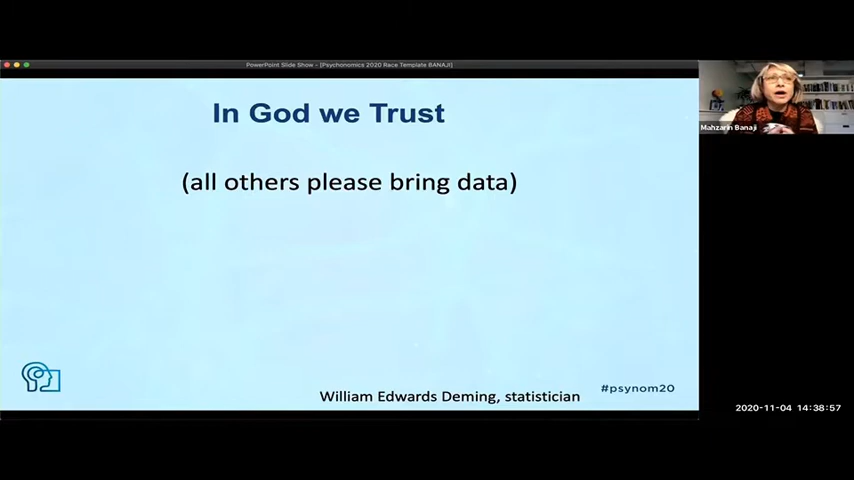 PowerPoint Slide Show - [Psychonomics 2020 Race Template BANAJI]
In God we Trust
Mahzarin Banaji
(all others please bring data)
William Edwards Deming, statistician
#psynom20
2020-11-04 14:38:57